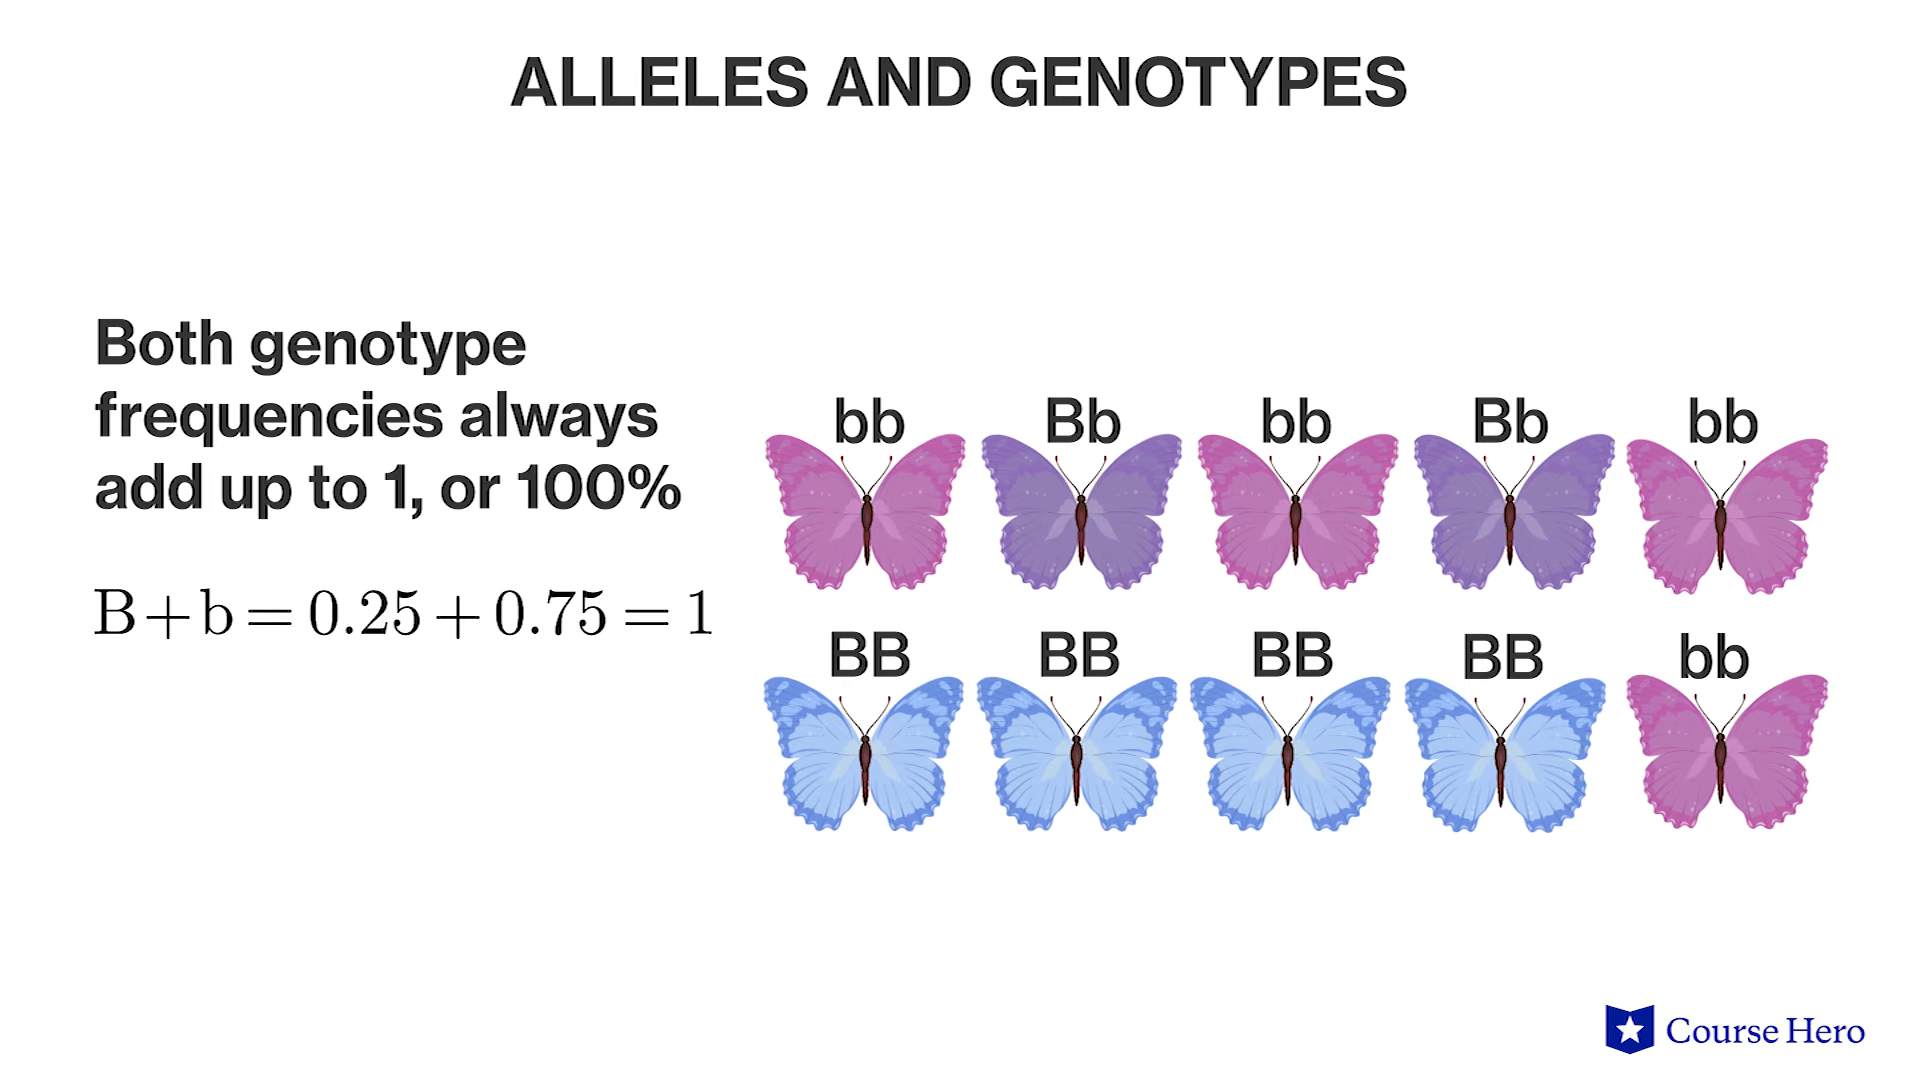 ALLELES AND GENOTYPES
Both genotype
frequencies always
add up to 1, or 100%
B + b = 0.25 + 0.75 = 1
bb Bb bb Bb bb
BB BB BB BB bb
Course Hero